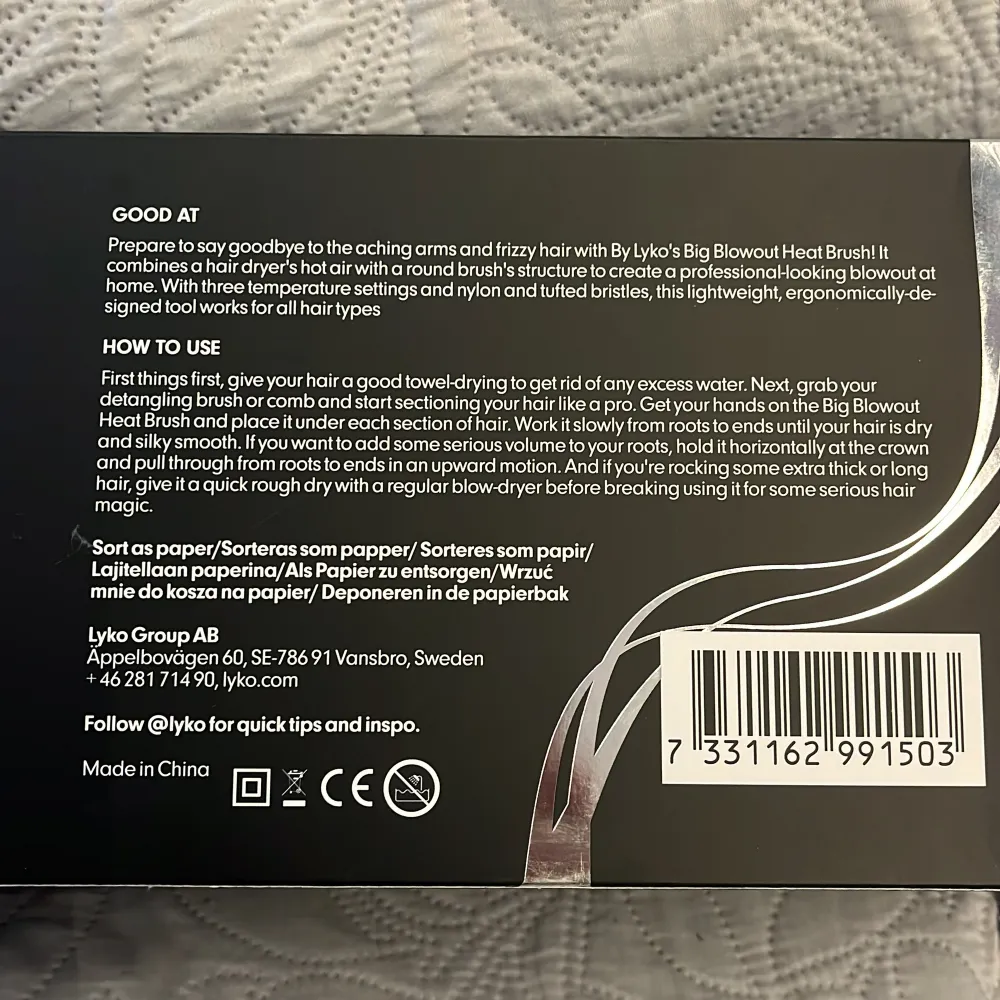 GOOD AT
Prepare to say goodbye to the aching arms and frizzy hair with By Lyko's Big Blowout Heat Brush! It
combines a hair dryer's hot air with a round brush's structure to create a professional-looking blowout at
home. With three temperature settings and nylon and tufted bristles, this lightweight, ergonomically-de-
signed tool works for all hair types
HOW TO USE
First things first, give your hair a good towel-drying to get rid of any excess water. Next, grab your
detangling brush or comb and start sectioning your hair like a pro. Get your hands on the Big Blowout
Heat Brush and place it under each section of hair. Work it slowly from roots to ends until your hair is dry
and silky smooth. If you want to add some serious volume to your roots, hold it horizontally at the crown
and pull through from roots to ends in an upward motion. And if you're rocking some extra thick or long
hair, give it a quick rough dry with a regular blow-dryer before breaking using it for some serious hair
magic.
Sort as paper/Sorteras som papper/ Sorteres som papir/
Lajitellaan paperina/Als Papier zu entsorgen/Wrzuć
mnie do kosza na papier/ Deponeren in de papierbak
Lyko Group AB
Äppelbovägen 60, SE-786 91 Vansbro, Sweden
+ 46 281 714 90, lyko.com
Follow @lyko for quick tips and inspo.
Made in China
CE
7 331162 991503